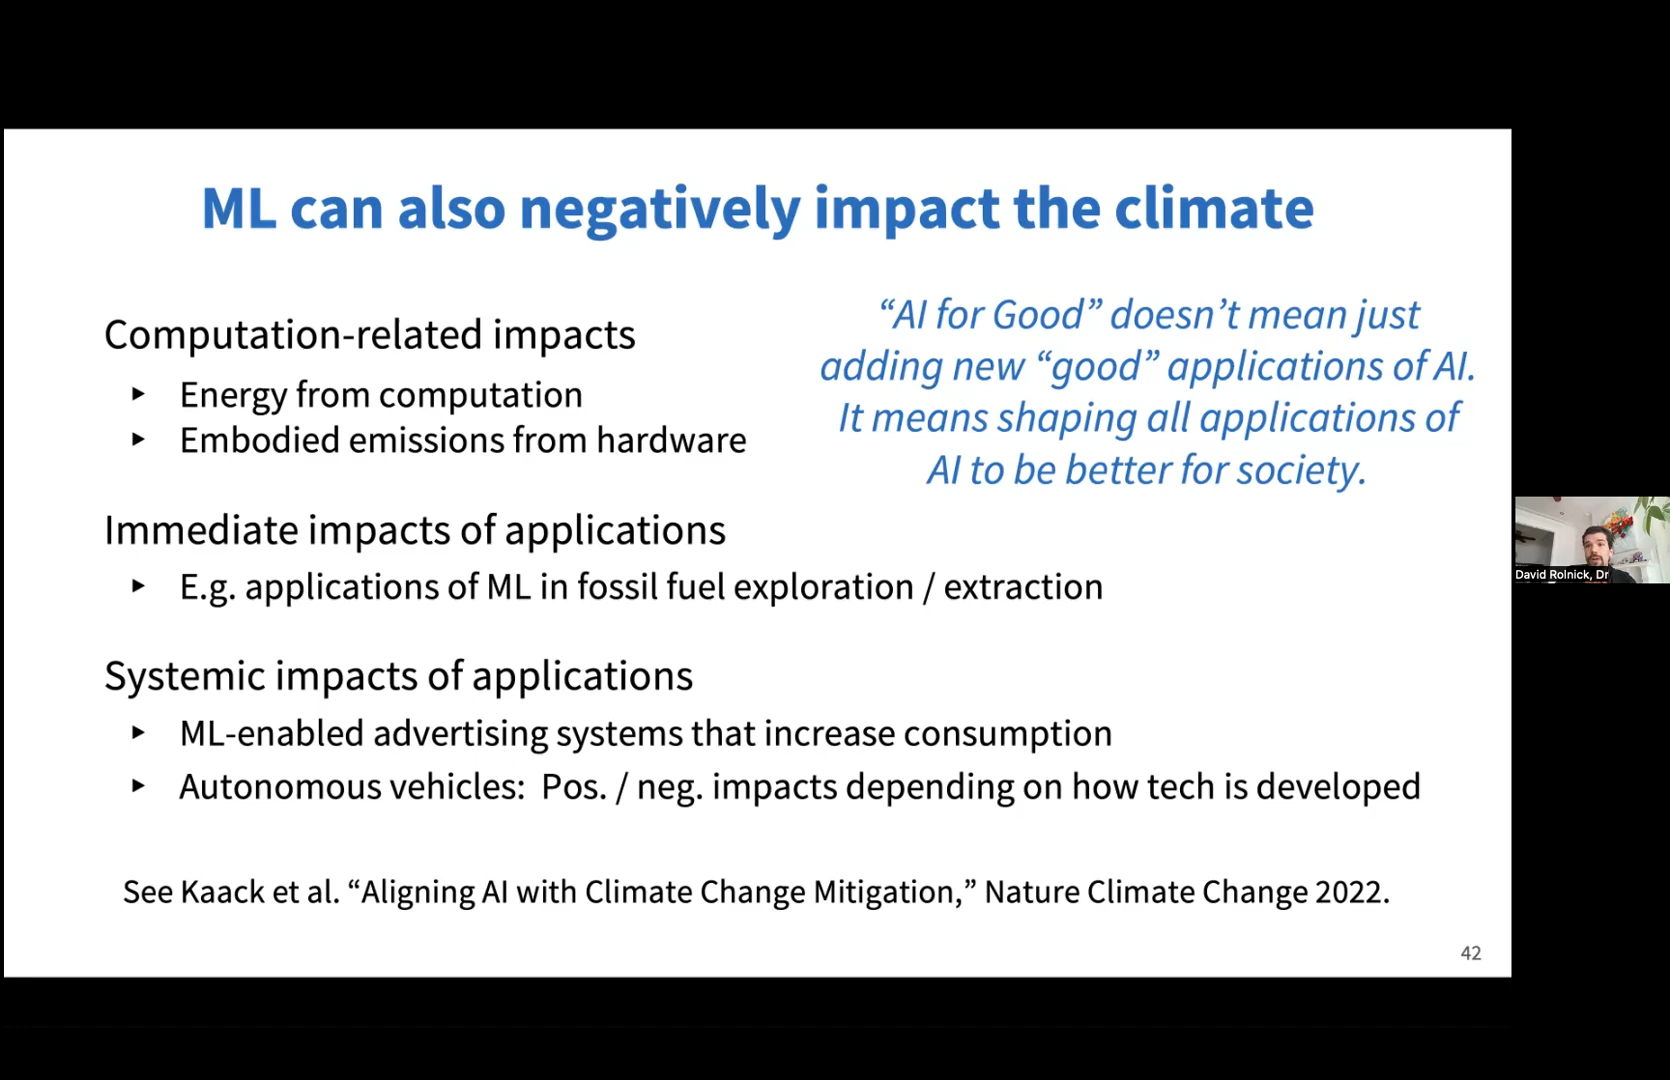 ML can also negatively impact the climate
Computation-related impacts
▸ Energy from computation
▸ Embodied emissions from hardware
“AI for Good” doesn’t mean just
adding new “good” applications of AI.
It means shaping all applications of
AI to be better for society.
Immediate impacts of applications
▸ E.g. applications of ML in fossil fuel exploration / extraction
Systemic impacts of applications
▸ ML-enabled advertising systems that increase consumption
▸ Autonomous vehicles:  Pos. / neg. impacts depending on how tech is developed
See Kaack et al. “Aligning AI with Climate Change Mitigation,” Nature Climate Change 2022.
42
David Rolnick, Dr